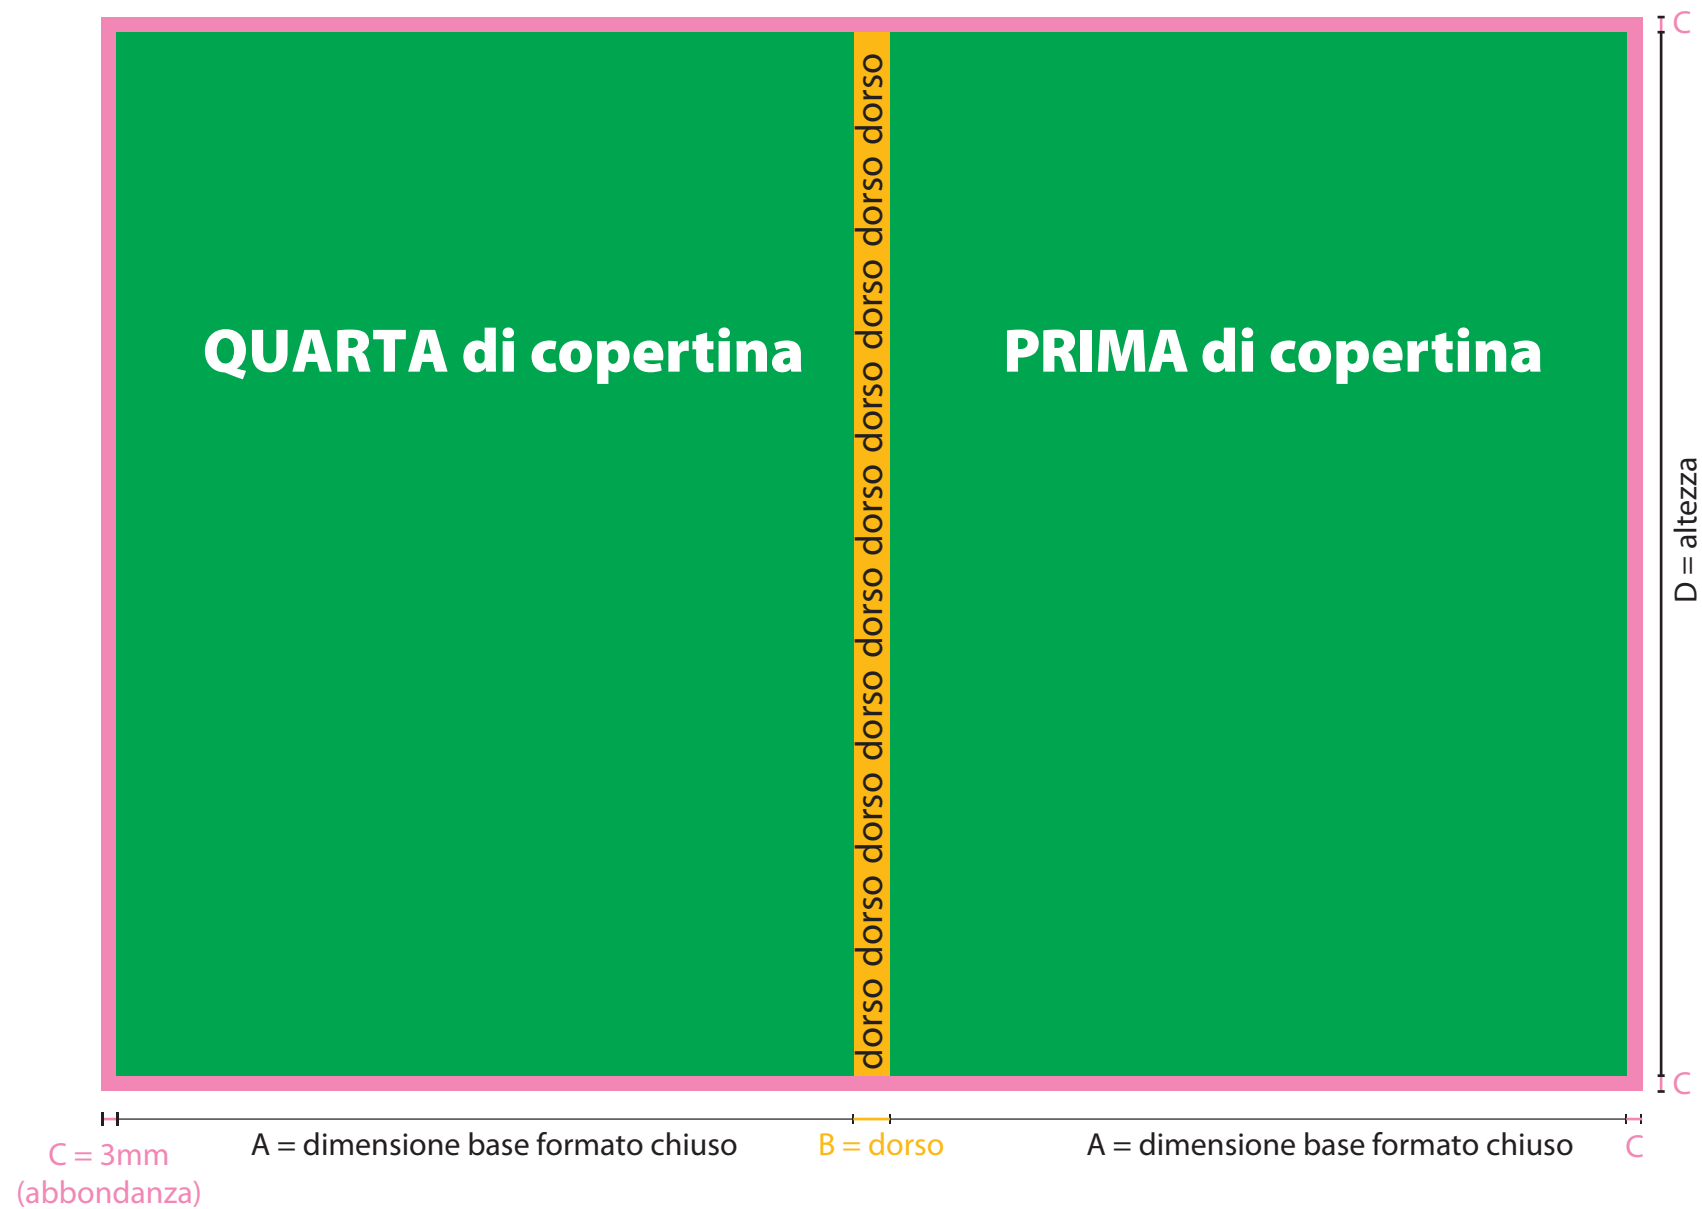 C
QUARTA di copertina
PRIMA di copertina
dorso dorso dorso dorso dorso dorso dorso dorso dorso dorso
D = altezza
C
A = dimensione base formato chiuso
B = dorso
A = dimensione base formato chiuso
C
C = 3mm
(abbondanza)